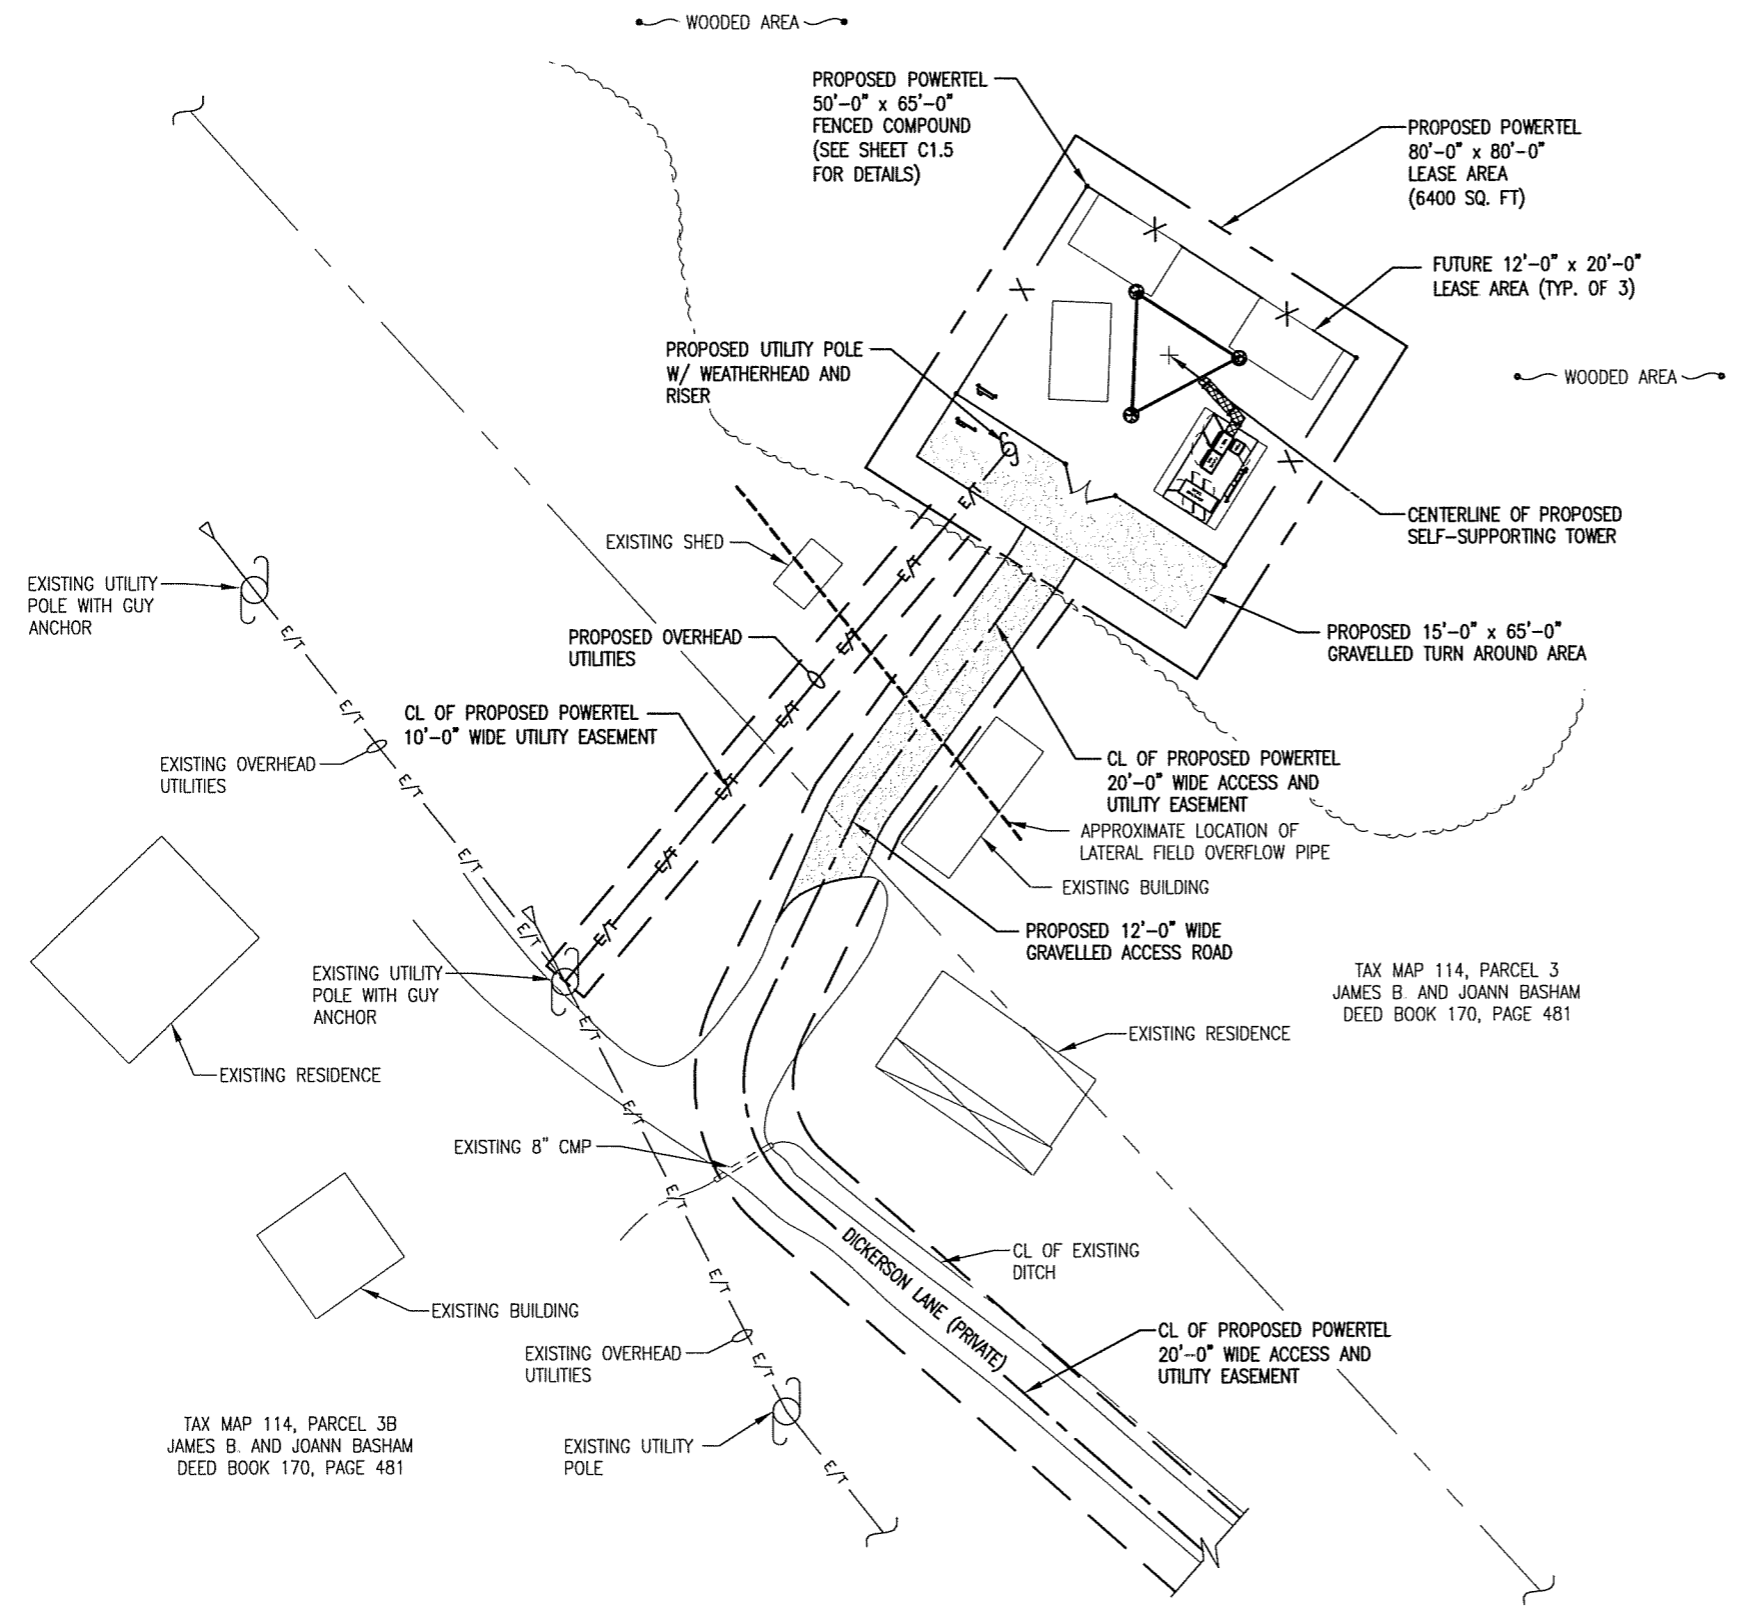 WOODED AREA
PROPOSED POWERTEL
50'-0" x 65'-0"
FENCED COMPOUND
(SEE SHEET C1.5
FOR DETAILS)
PROPOSED POWERTEL
80'-0" x 80'-0"
LEASE AREA
(6400 SQ. FT)
FUTURE 12'-0" x 20'-0"
LEASE AREA (TYP. OF 3)
PROPOSED UTILITY POLE
W/ WEATHERHEAD AND
RISER
WOODED AREA
CENTERLINE OF PROPOSED
SELF-SUPPORTING TOWER
EXISTING SHED
EXISTING UTILITY
POLE WITH GUY
ANCHOR
E/T
E/T
E/T
PROPOSED OVERHEAD
UTILITIES
E/T
PROPOSED 15'-0" x 65'-0"
GRAVELLED TURN AROUND AREA
CL OF PROPOSED POWERTEL
10'-0" WIDE UTILITY EASEMENT
E/T
E/T
EXISTING OVERHEAD
UTILITIES
E/T
E/T
CL OF PROPOSED POWERTEL
20'-0" WIDE ACCESS AND
UTILITY EASEMENT
APPROXIMATE LOCATION OF
LATERAL FIELD OVERFLOW PIPE
E/T
E/T
EXISTING BUILDING
E/T
E/T
PROPOSED 12'-0" WIDE
GRAVELLED ACCESS ROAD
EXISTING UTILITY
POLE WITH GUY
ANCHOR
TAX MAP 114, PARCEL 3
JAMES B. AND JOANN BASHAM
DEED BOOK 170, PAGE 481
E/T
EXISTING RESIDENCE
EXISTING RESIDENCE
E/T
EXISTING 8" CMP
E/T
DICKERSON LANE (PRIVATE)
CL OF EXISTING
DITCH
E/T
EXISTING BUILDING
EXISTING OVERHEAD
UTILITIES
E/T
CL OF PROPOSED POWERTEL
20'-0" WIDE ACCESS AND
UTILITY EASEMENT
TAX MAP 114, PARCEL 3B
JAMES B. AND JOANN BASHAM
DEED BOOK 170, PAGE 481
EXISTING UTILITY
POLE
E/T